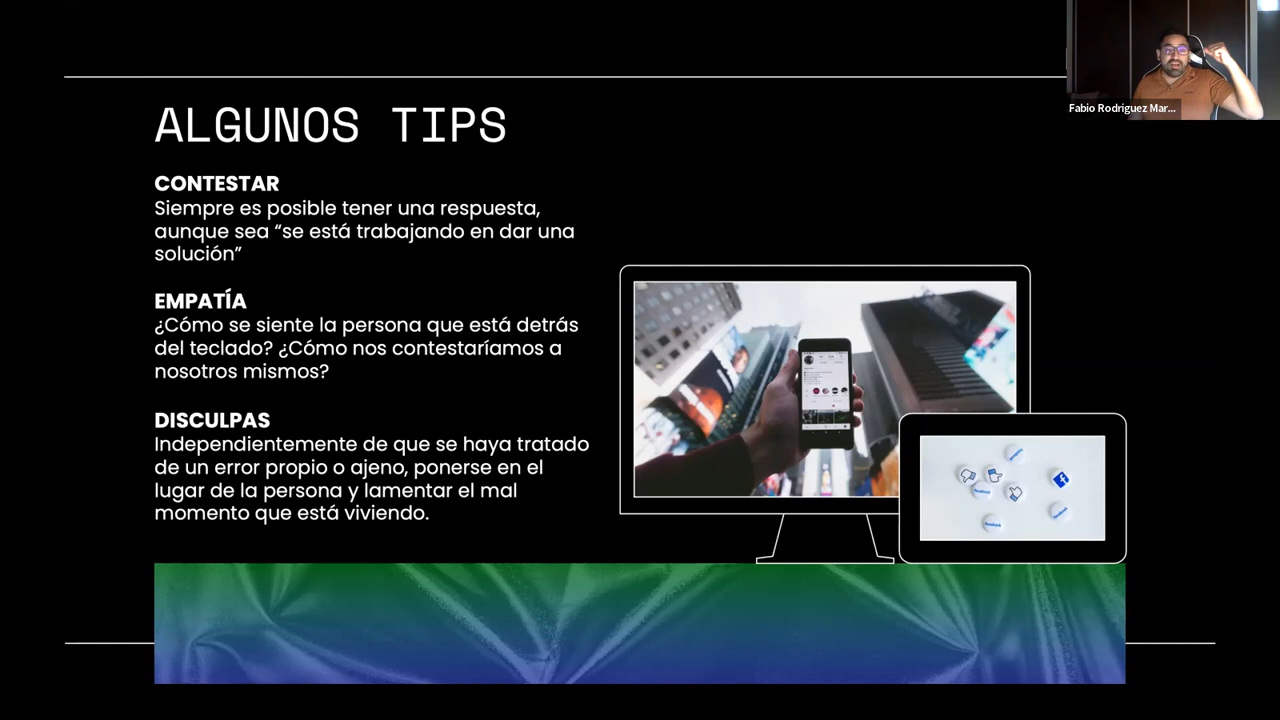 Fabio Rodriguez Mar...
ALGUNOS TIPS
CONTESTAR
Siempre es posible tener una respuesta,
aunque sea “se está trabajando en dar una
solución”
EMPATÍA
¿Cómo se siente la persona que está detrás
del teclado? ¿Cómo nos contestaríamos a
nosotros mismos?
DISCULPAS
Independientemente de que se haya tratado
de un error propio o ajeno, ponerse en el
lugar de la persona y lamentar el mal
momento que está viviendo.